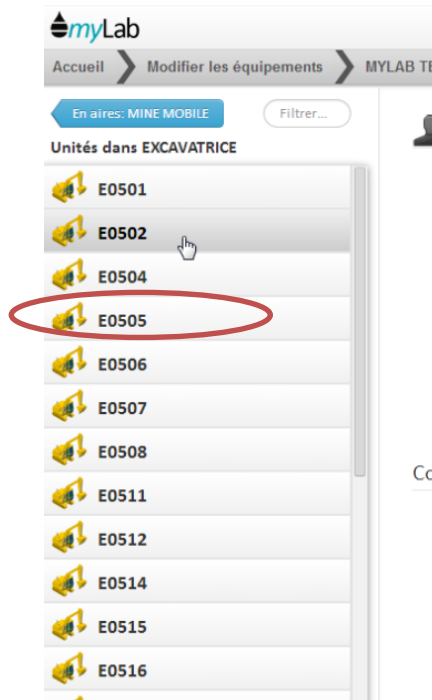 myLab
Accueil Modifier les équipements MYLAB TE
En aires: MINE MOBILE Filtrer...
Unités dans EXCAVATRICE
E0501
E0502
E0504
E0505
E0506
E0507
E0508
Co
E0511
E0512
E0514
E0515
E0516